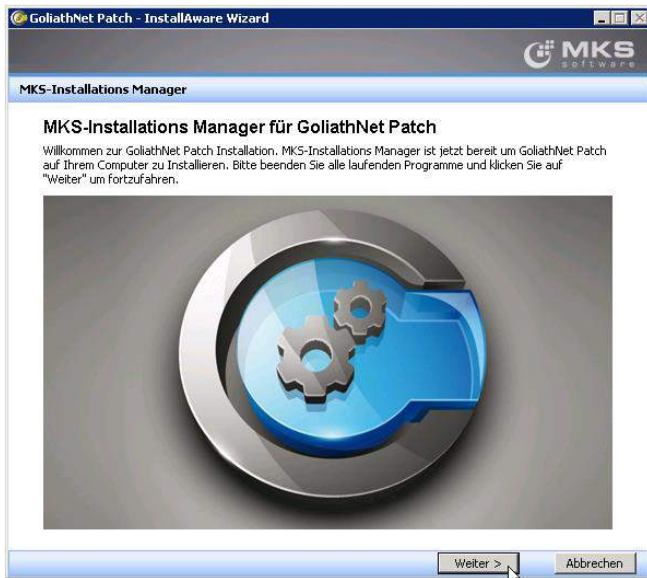 GoliathNet Patch - InstallAware Wizard
MKS
software
MKS-Installations Manager
MKS-Installations Manager für GoliathNet Patch
Willkommen zur GoliathNet Patch Installation. MKS-Installations Manager ist jetzt bereit um GoliathNet Patch
auf Ihrem Computer zu Installieren. Bitte beenden Sie alle laufenden Programme und klicken Sie auf
"Weiter" um fortzufahren.
Weiter >
Abbrechen